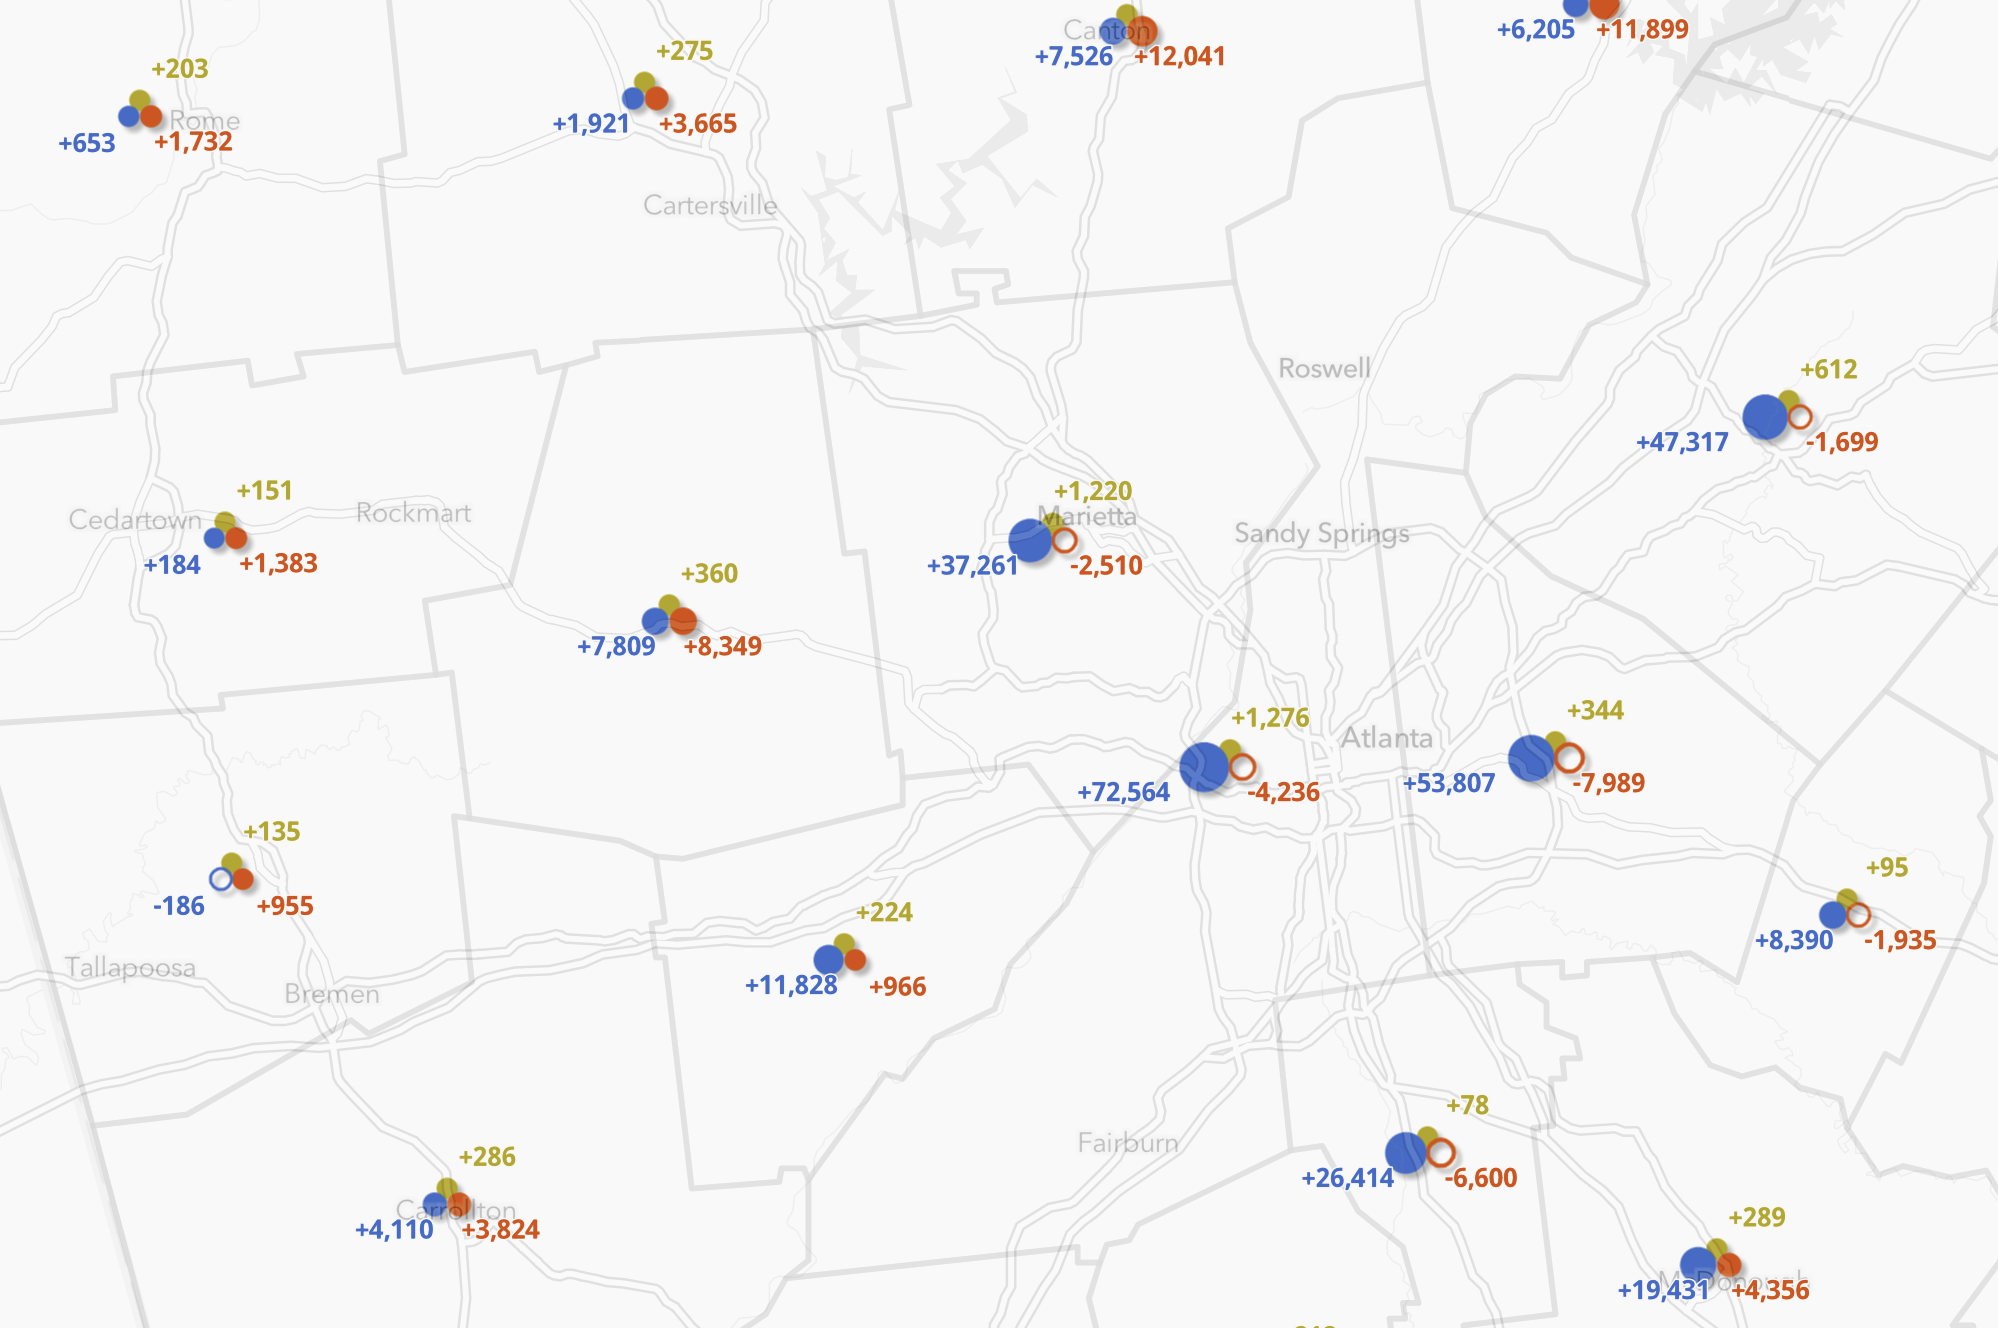 +6,205 +11,899
Canton
+7,526 +12,041
+203
+275
Rome
+653 +1,732
+1,921 +3,665
Cartersville
Roswell
+612
+47,317 -1,699
+151
Cedartown
Rockmart
+184 +1,383
+1,220
Marietta
+37,261 -2,510
Sandy Springs
+360
+7,809 +8,349
+1,276
+72,564 -4,236
Atlanta
+344
+53,807 -7,989
+135
-186 +955
+95
+8,390 -1,935
+224
+11,828 +966
Tallapoosa
Bremen
+78
+26,414 -6,600
Fairburn
+286
Carrollton
+4,110 +3,824
+289
McDonough
+19,431 +4,356